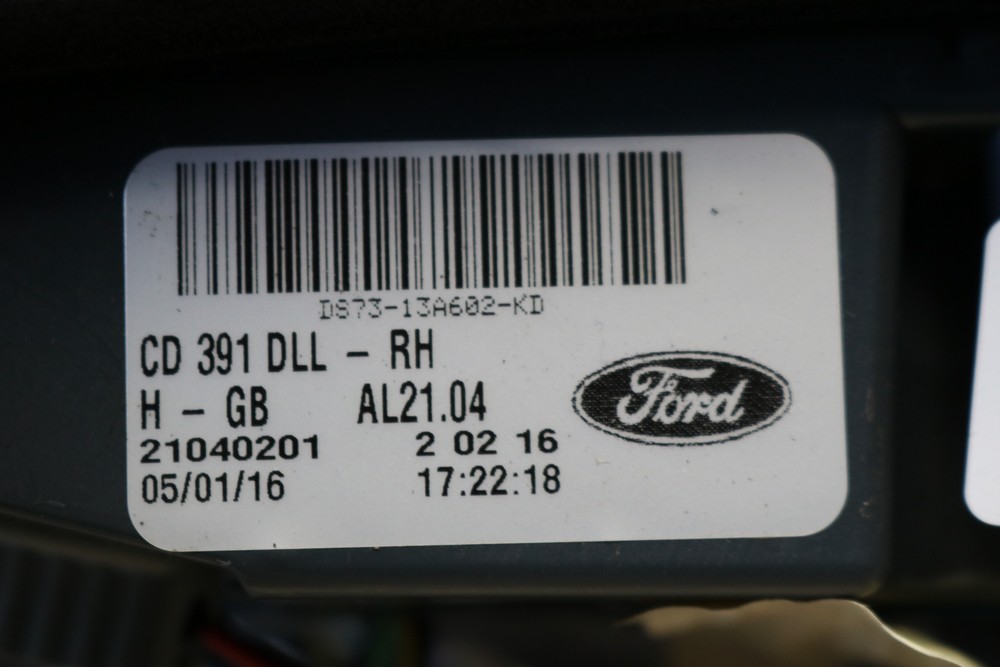 DS73-13A602-KD
CD 391 DLL - RH
H - GB AL21.04
Ford
21040201 2 02 16
05/01/16 17:22:18